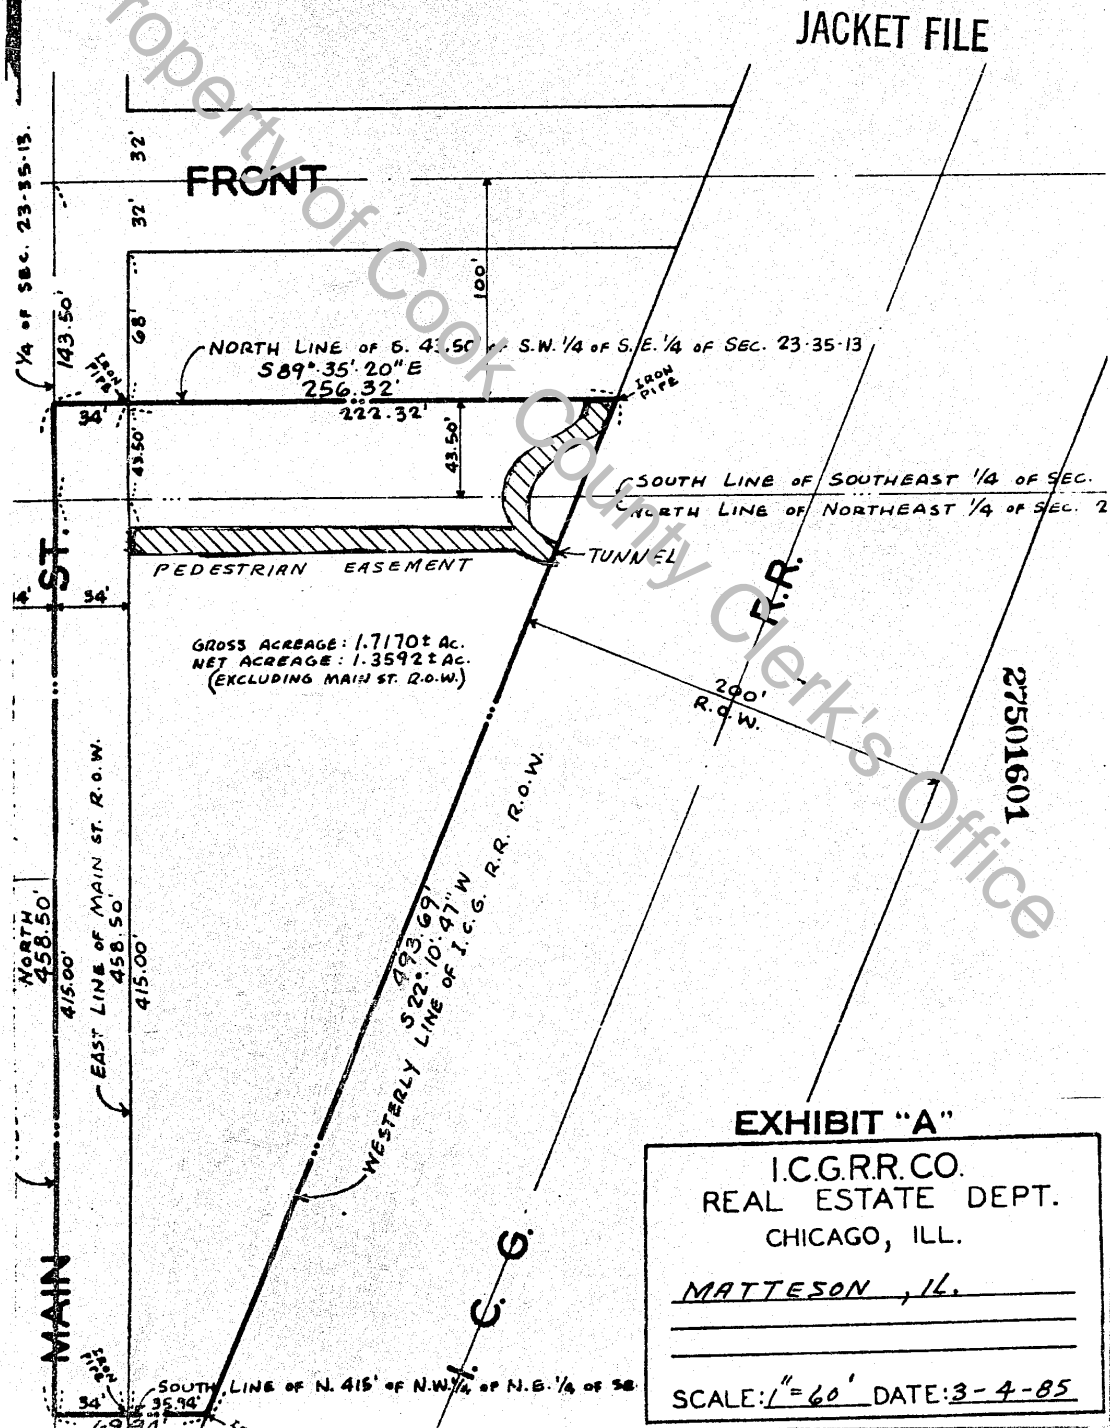 JACKET FILE
Property of Cook County Clerk's Office
1/4 OF SEC. 23-35-13.
32'
FRONT
32'
100'
143.50'
68'
NORTH LINE OF S. 43.50 OF S.W. 1/4 OF S.E. 1/4 OF SEC. 23-35-13
S 89°-35'-20" E
256.32'
222.32'
IRON PIPE
IRON PIPE
34'
43.50'
43.50'
SOUTH LINE OF SOUTHEAST 1/4 OF SEC.
NORTH LINE OF NORTHEAST 1/4 OF SEC. 2
TUNNEL
PEDESTRIAN EASEMENT
ST.
34'
R.R.
GROSS ACREAGE: 1.7170± AC.
NET ACREAGE: 1.3592± AC.
(EXCLUDING MAIN ST. R.O.W.)
200'
R.O.W.
27501601
NORTH
458.50'
415.00'
EAST LINE OF MAIN ST. R.O.W.
458.50'
415.00'
493.69'
S 22°-10'-47" W
WESTERLY LINE OF I.C.G. R.R. R.O.W.
MAIN
I. C. G.
IRON PIPE
SOUTH LINE OF N. 415' OF N.W. 1/4 OF N.E. 1/4 OF SE
34'
35.94'
69.94'
EXHIBIT "A"
I.C.G.R.R.CO.
REAL ESTATE DEPT.
CHICAGO, ILL.
MATTESON, IL.
SCALE: 1"=60' DATE: 3-4-85